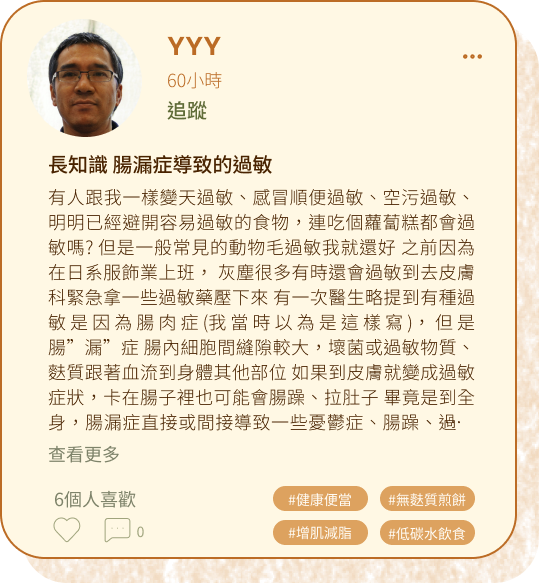 YYY
...
60小時
追蹤
長知識 腸漏症導致的過敏
有人跟我一樣變天過敏、感冒順便過敏、空污過敏、
明明已經避開容易過敏的食物，連吃個蘿蔔糕都會過
敏嗎? 但是一般常見的動物毛過敏我就還好 之前因為
在日系服飾業上班， 灰塵很多有時還會過敏到去皮膚
科緊急拿一些過敏藥壓下來 有一次醫生略提到有種過
敏是因為腸肉症(我當時以為是這樣寫)，但是
腸”漏”症 腸內細胞間縫隙較大，壞菌或過敏物質、
麩質跟著血流到身體其他部位 如果到皮膚就變成過敏
症狀，卡在腸子裡也可能會腸躁、拉肚子 畢竟是到全
身，腸漏症直接或間接導致一些憂鬱症、腸躁、過·
查看更多
6個人喜歡
#健康便當 #無麩質煎餅
0
#增肌減脂 #低碳水飲食